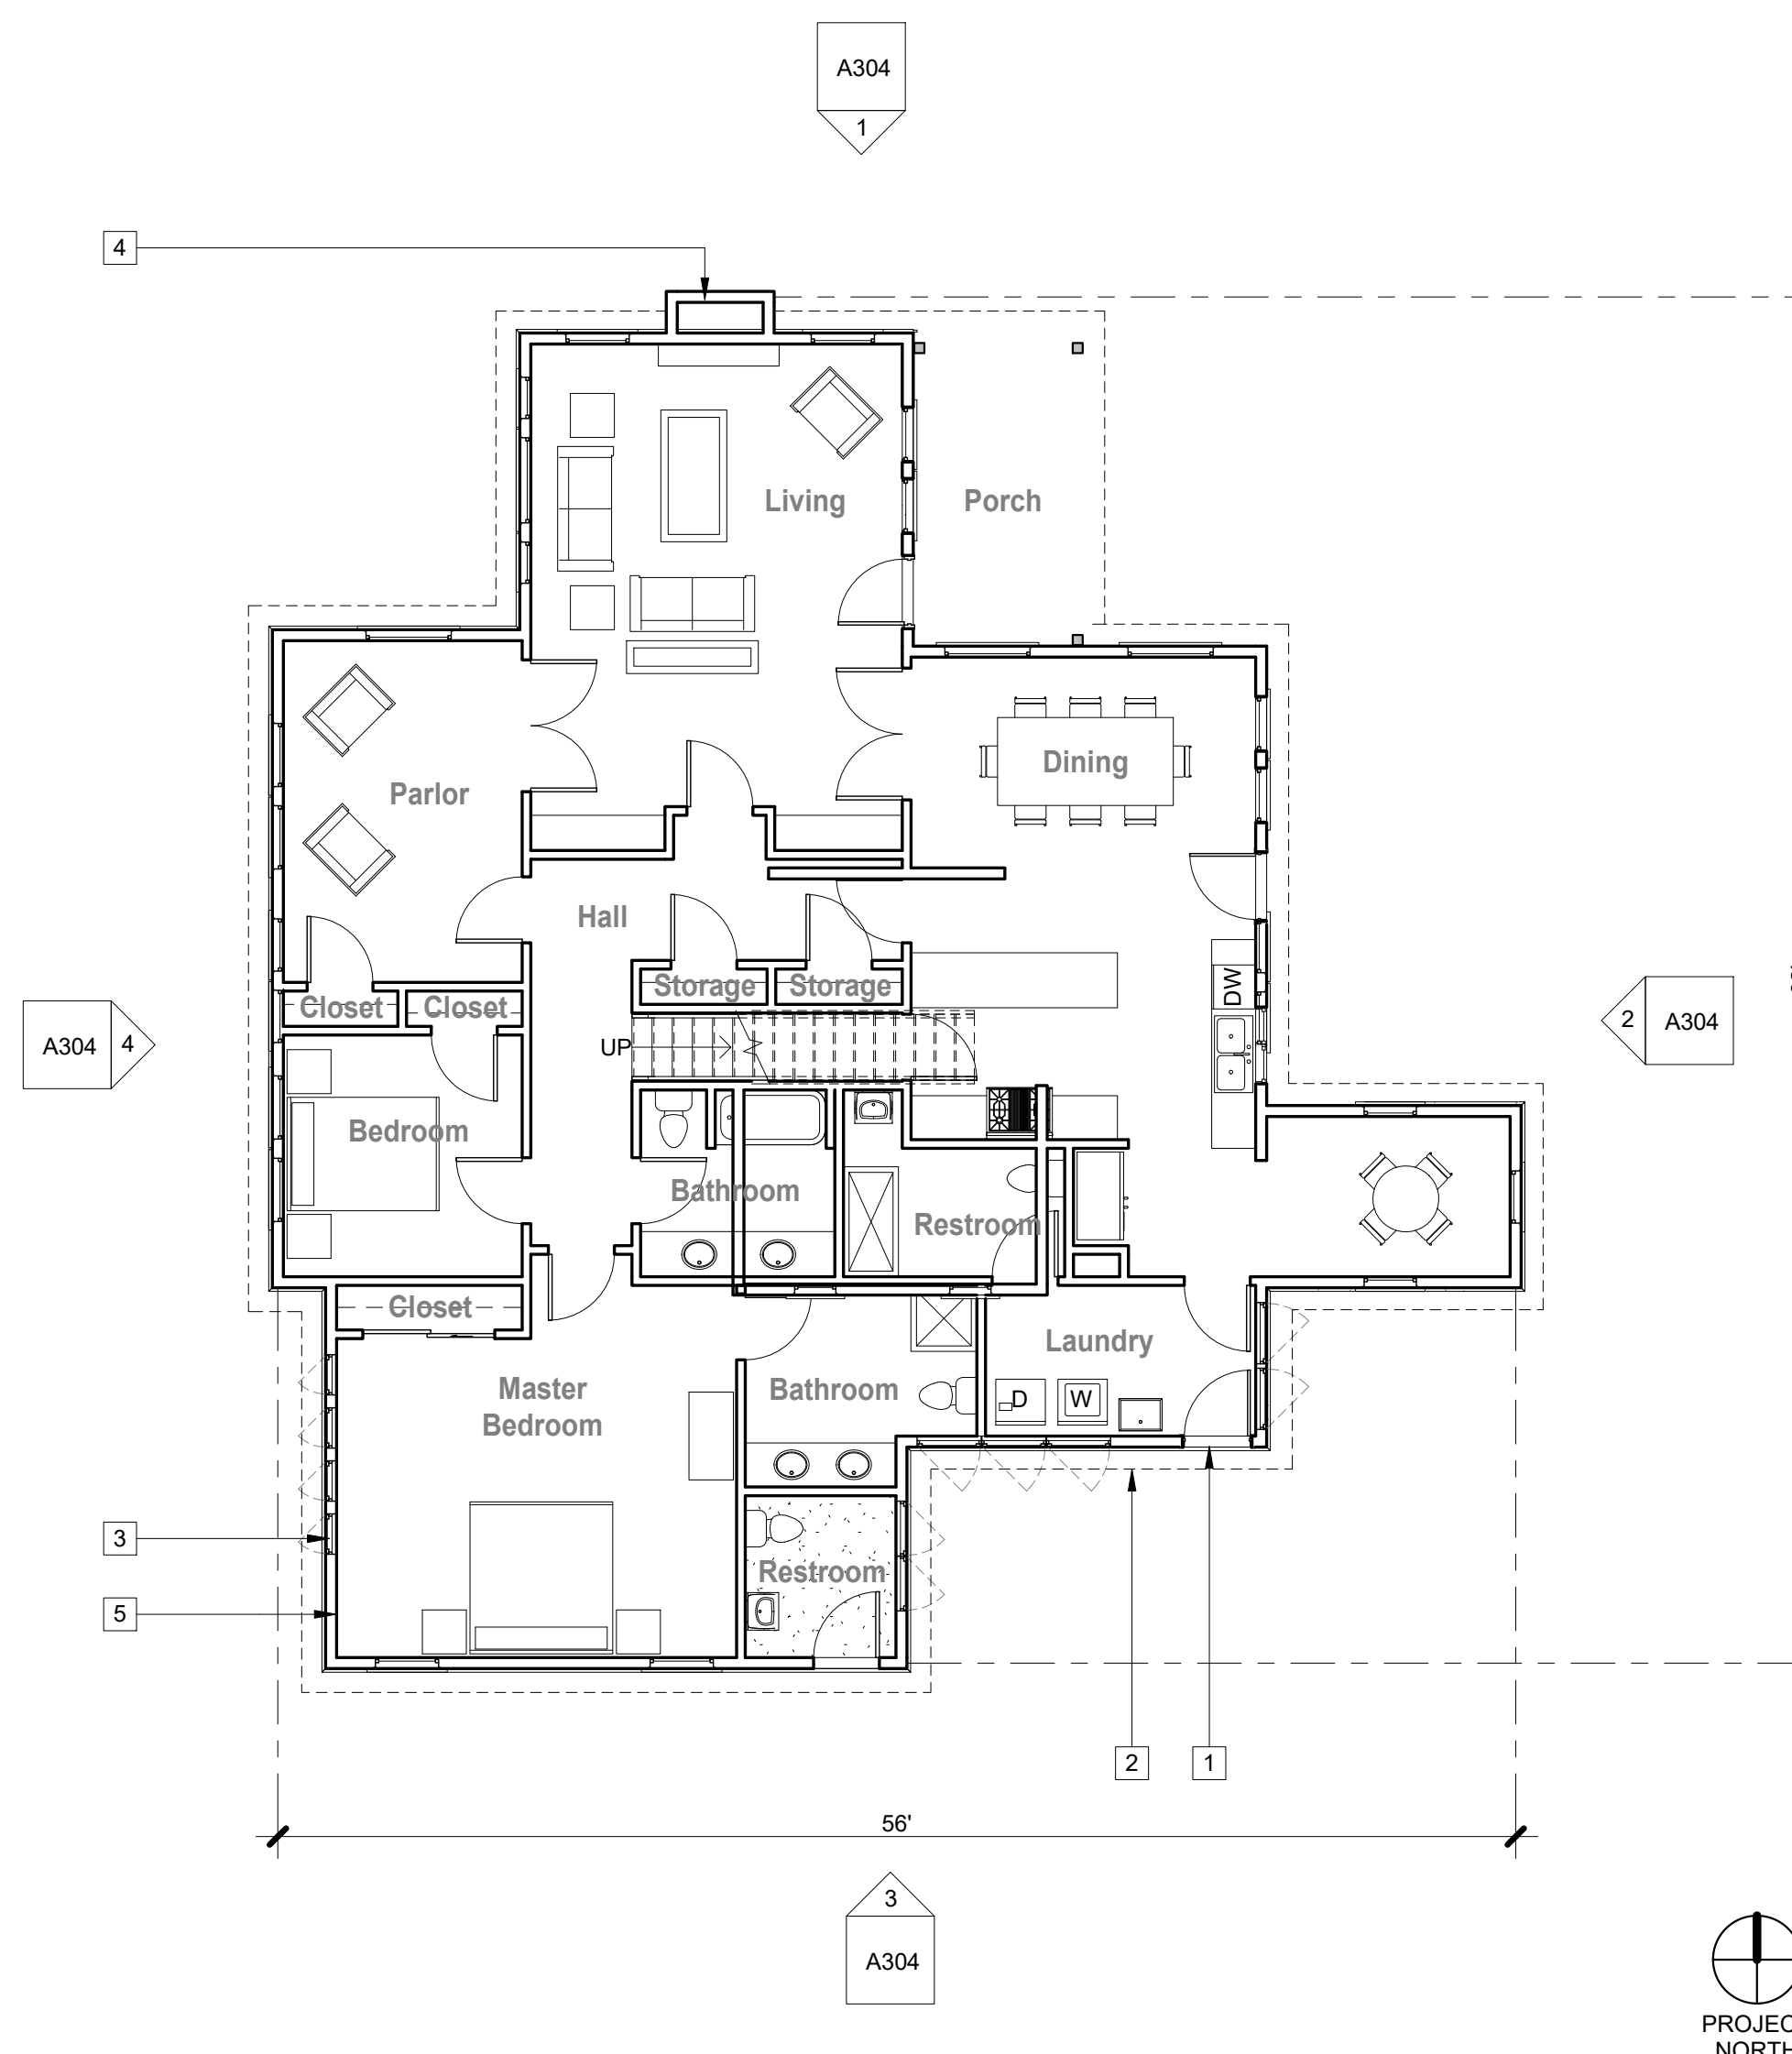 A304
1
4
Living
Porch
Dining
Parlor
Hall
Storage
Storage
DW
Closet
Closet
A304
4
2
A304
UP
Bedroom
Bathroom
Restroom
Closet
Laundry
Master
Bedroom
Bathroom
D
W
3
Restroom
5
2
1
56'
3
A304
PROJEC
NORTH